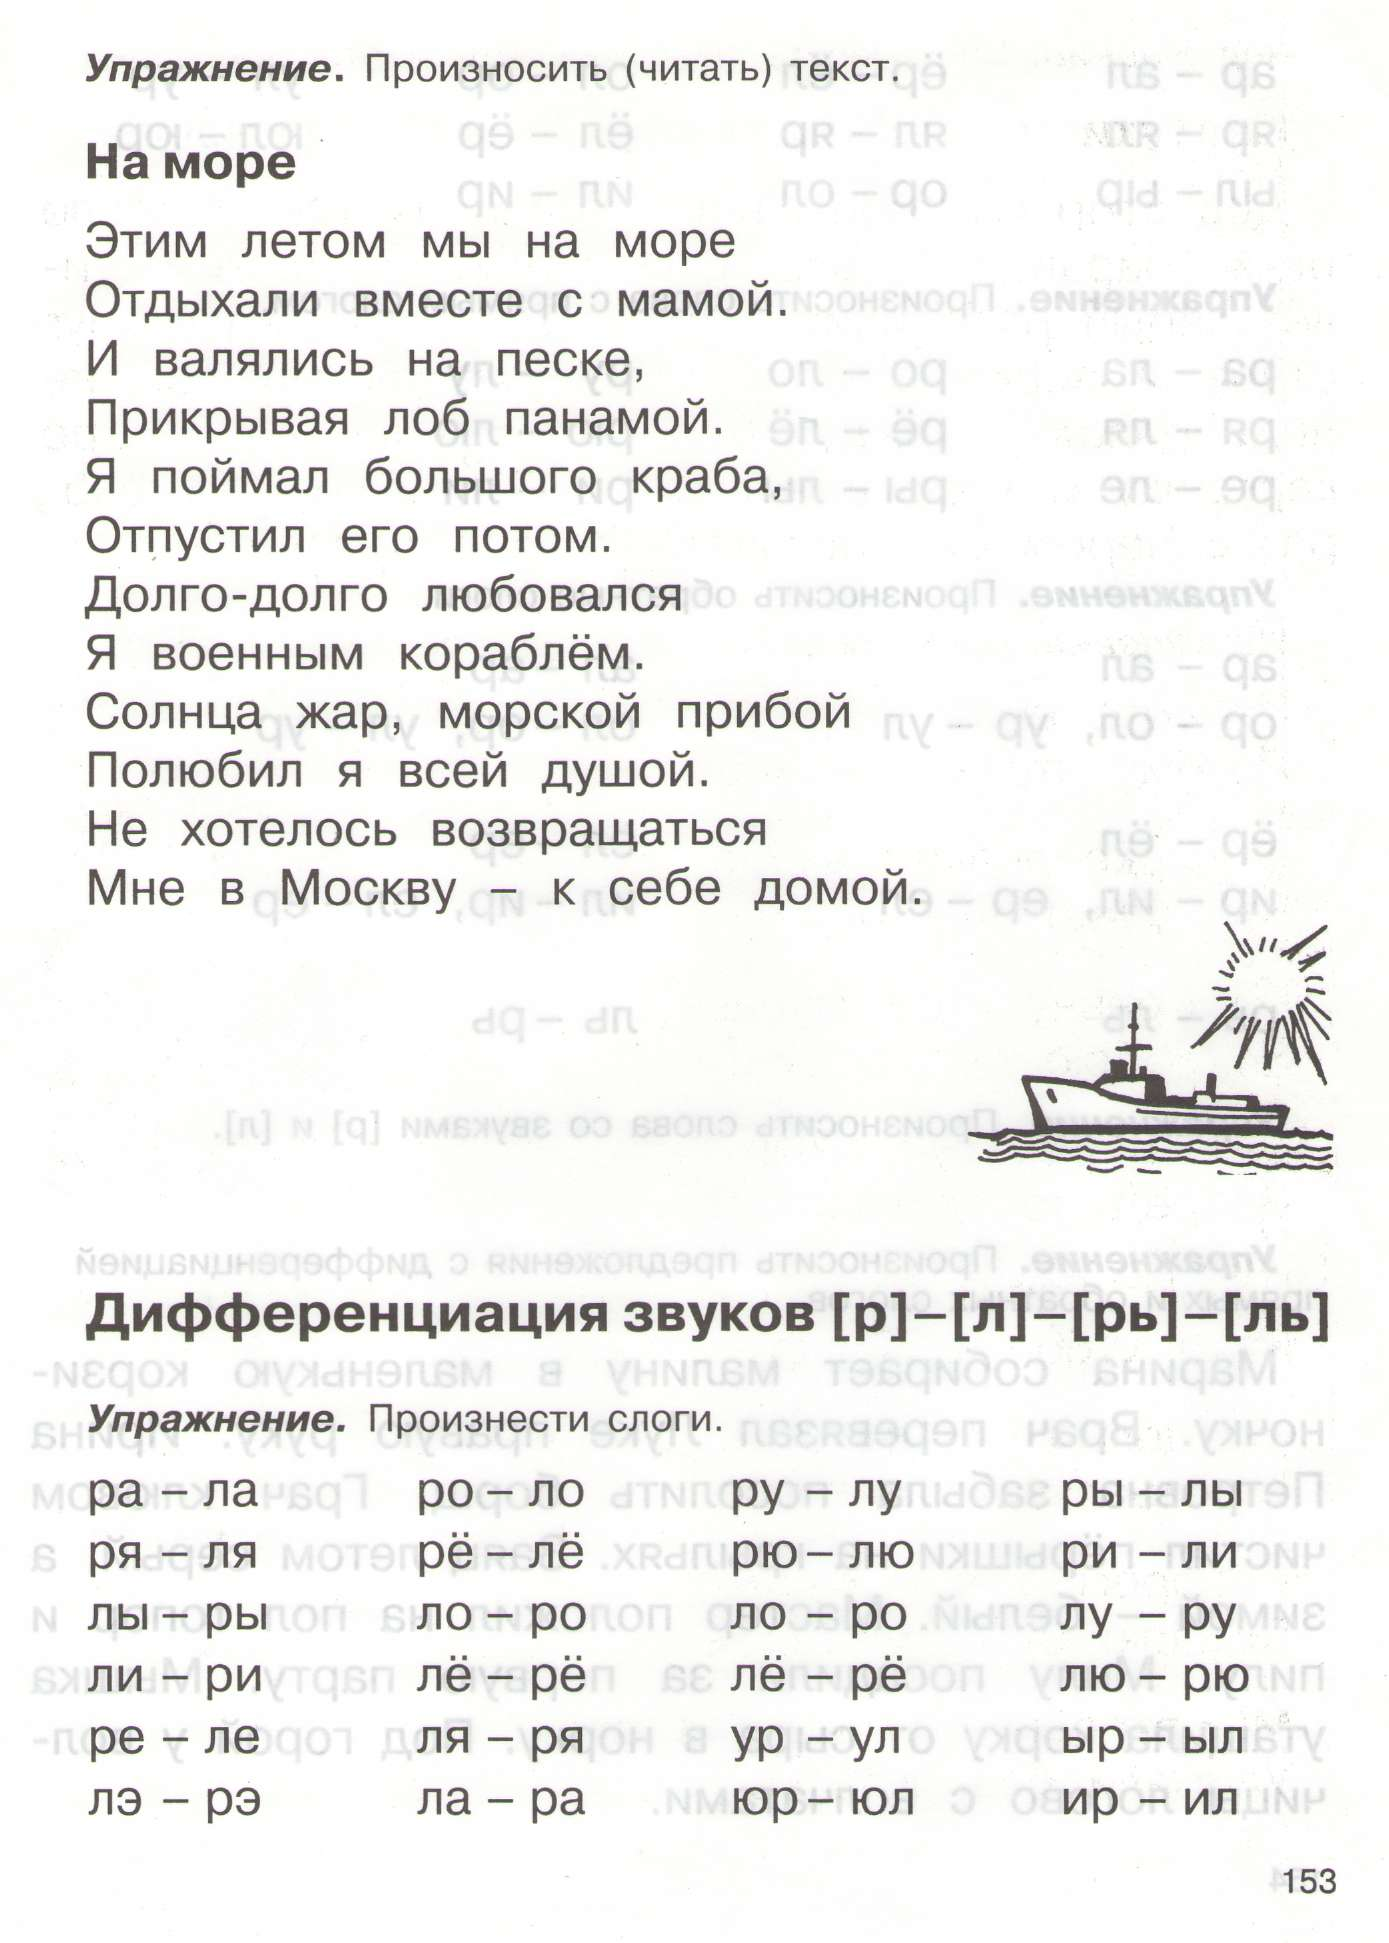 Упражнение. Произносить (читать) текст.
На море
Этим летом мы на море
Отдыхали вместе с мамой.
И валялись на песке,
Прикрывая лоб панамой.
Я поймал большого краба,
Отпустил его потом.
Долго-долго любовался
Я военным кораблём.
Солнца жар, морской прибой
Полюбил я всей душой.
Не хотелось возвращаться
Мне в Москву – к себе домой.
Дифференциация звуков [р]–[л]–[рь]–[ль]
Упражнение. Произнести слоги.
ра – ла ро – ло ру – лу ры – лы
ря – ля рё – лё рю – лю ри – ли
лы – ры ло – ро ло – ро лу – ру
ли – ри лё – рё лё – рё лю – рю
ре – ле ля – ря ур – ул ыр – ыл
лэ – рэ ла – ра юр – юл ир – ил
153